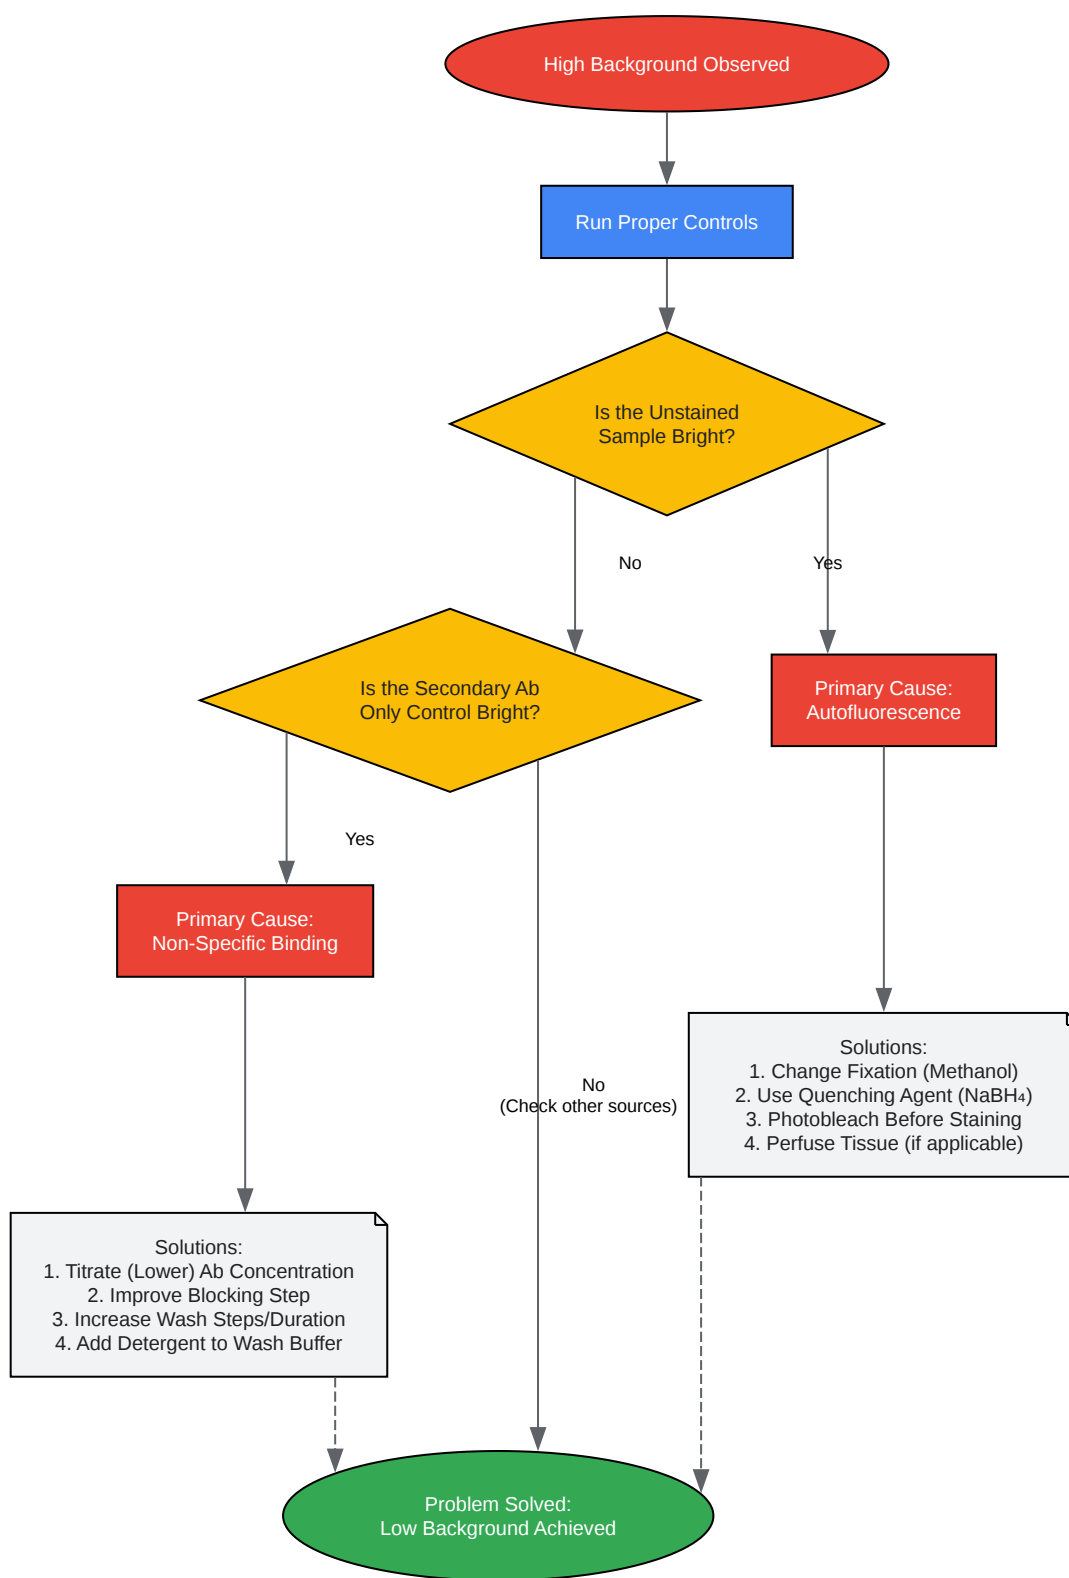 High Background Observed
Run Proper Controls
Is the Unstained
Sample Bright?
No
Yes
Is the Secondary Ab
Only Control Bright?
Primary Cause:
Autofluorescence
Yes
Primary Cause:
Non-Specific Binding
No
(Check other sources)
Solutions:
1. Change Fixation (Methanol)
2. Use Quenching Agent (NaBH₄)
3. Photobleach Before Staining
4. Perfuse Tissue (if applicable)
Solutions:
1. Titrate (Lower) Ab Concentration
2. Improve Blocking Step
3. Increase Wash Steps/Duration
4. Add Detergent to Wash Buffer
Problem Solved:
Low Background Achieved